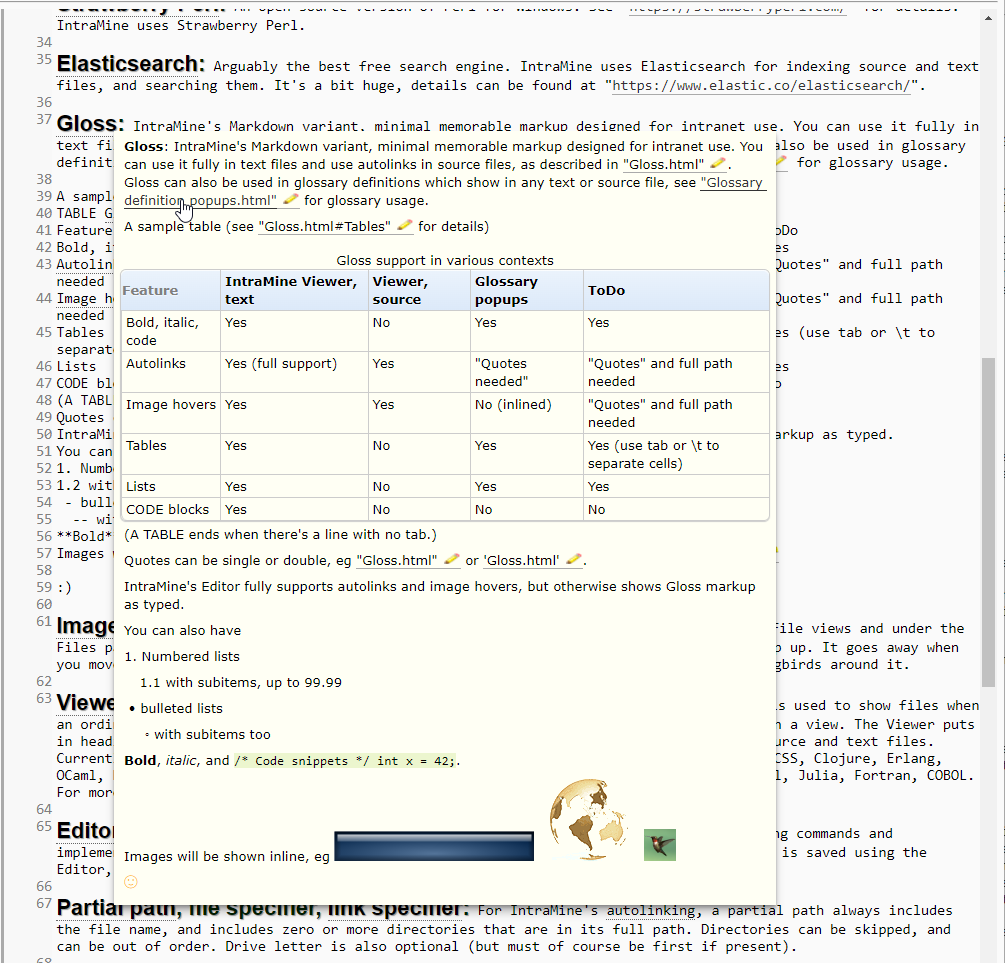 Strawberry Perl: An open source version of Perl for Windows. See "https://strawberryperl.com/" for details.
IntraMine uses Strawberry Perl.
34
35 Elasticsearch: Arguably the best free search engine. IntraMine uses Elasticsearch for indexing source and text
files, and searching them. It's a bit huge, details can be found at "https://www.elastic.co/elasticsearch/".
36
37 Gloss: IntraMine's Markdown variant, minimal memorable markup designed for intranet use. You can use it fully in
text fi
also be used in glossary
definit
for glossary usage.
Gloss: IntraMine's Markdown variant, minimal memorable markup designed for intranet use. You
can use it fully in text files and use autolinks in source files, as described in "Gloss.html" .
Gloss can also be used in glossary definitions which show in any text or source file, see "Glossary
definition popups.html" for glossary usage.
A sample table (see "Gloss.html#Tables" for details)
Gloss support in various contexts
Feature IntraMine Viewer, text Viewer, source Glossary popups ToDo
Bold, italic, code Yes No Yes Yes
Autolinks Yes (full support) Yes "Quotes needed" "Quotes" and full path needed
Image hovers Yes Yes No (inlined) "Quotes" and full path needed
Tables Yes No Yes Yes (use tab or \t to separate cells)
Lists Yes No Yes Yes
CODE blocks Yes No No No
(A TABLE ends when there's a line with no tab.)
Quotes can be single or double, eg "Gloss.html" or 'Gloss.html' .
IntraMine's Editor fully supports autolinks and image hovers, but otherwise shows Gloss markup
as typed.
You can also have
1. Numbered lists
1.1 with subitems, up to 99.99
• bulleted lists
◦ with subitems too
Bold, italic, and /* Code snippets */ int x = 42;.
Images will be shown inline, eg
38
39 A sampl
40 TABLE G
41 Feature oDo
42 Bold, i es
43 Autolin Quotes" and full path
needed
44 Image h Quotes" and full path
needed
45 Tables es (use tab or \t to
separat
46 Lists es
47 CODE bl o
48 (A TABL
49 Quotes
50 IntraMi arkup as typed.
51 You can
52 1. Numb
53 1.2 wit
54 - bull
55 -- wi
56 **Bold*
57 Images
58
59 :)
60
61 Image file views and under the
Files p p up. It goes away when
you mov gbirds around it.
62
63 Viewe s used to show files when
an ordi n a view. The Viewer puts
in head urce and text files.
Current CSS, Clojure, Erlang,
OCaml, l, Julia, Fortran, COBOL.
For mor
64
65 Edito ng commands and
impleme is saved using the
Editor,
66
67 Partial path, file specifier, link specifier: For IntraMine's autolinking, a partial path always includes
the file name, and includes zero or more directories that are in its full path. Directories can be skipped, and
can be out of order. Drive letter is also optional (but must of course be first if present).
68